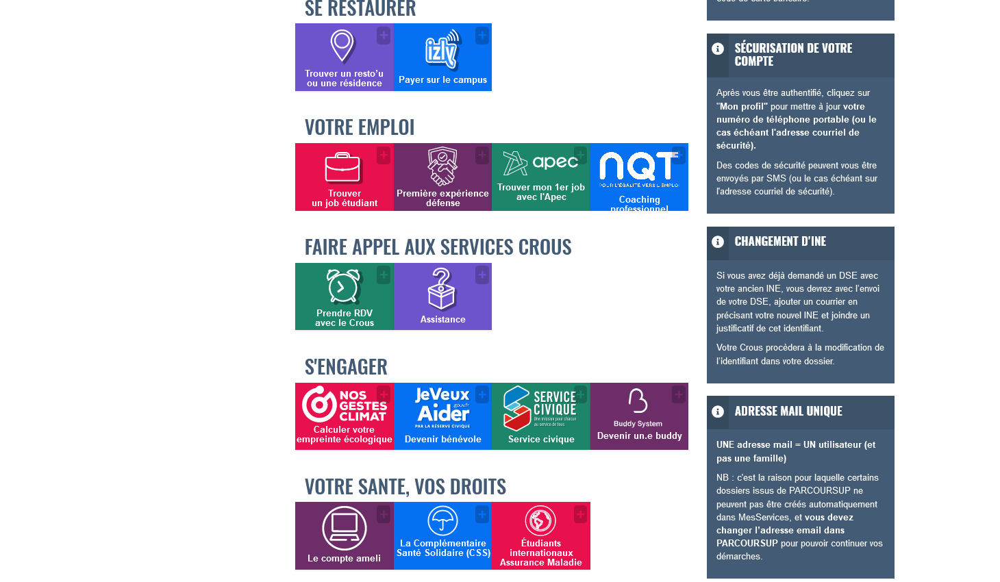 SE RESTAURER
Trouver un resto’u
ou une résidence
izly
Payer sur le campus
VOTRE EMPLOI
Trouver
un job étudiant
Première expérience
défense
apec
Trouver mon 1er job
avec l'Apec
NQT
POUR L'ÉGALITÉ VERS L'EMPLOI
Coaching
professionnel
FAIRE APPEL AUX SERVICES CROUS
Prendre RDV
avec le Crous
Assistance
S'ENGAGER
NOS
GESTES
CLIMAT
Calculer votre
empreinte écologique
JeVeux
.gouv.fr
Aider
PAR LA RÉSERVE CIVIQUE
Devenir bénévole
SERVICE
CIVIQUE
Une mission pour chacun
au service de tous
Service civique
Buddy System
Devenir un.e buddy
VOTRE SANTE, VOS DROITS
Le compte ameli
La Complémentaire
Santé Solidaire (CSS)
Étudiants
internationaux
Assurance Maladie
code de carte bancaire.
SÉCURISATION DE VOTRE
COMPTE
Après vous être authentifié, cliquez sur
"Mon profil" pour mettre à jour votre
numéro de téléphone portable (ou le
cas échéant l'adresse courriel de
sécurité).
Des codes de sécurité peuvent vous être
envoyés par SMS (ou le cas échéant sur
l'adresse courriel de sécurité).
CHANGEMENT D'INE
Si vous avez déjà demandé un DSE avec
votre ancien INE, vous devrez avec l’envoi
de votre DSE, ajouter un courrier en
précisant votre nouvel INE et joindre un
justificatif de cet identifiant.
Votre Crous procèdera à la modification de
l’identifiant dans votre dossier.
ADRESSE MAIL UNIQUE
UNE adresse mail = UN utilisateur (et
pas une famille)
NB : c'est la raison pour laquelle certains
dossiers issus de PARCOURSUP ne
peuvent pas être créés automatiquement
dans MesServices, et vous devez
changer l’adresse email dans
PARCOURSUP pour pouvoir continuer vos
démarches.